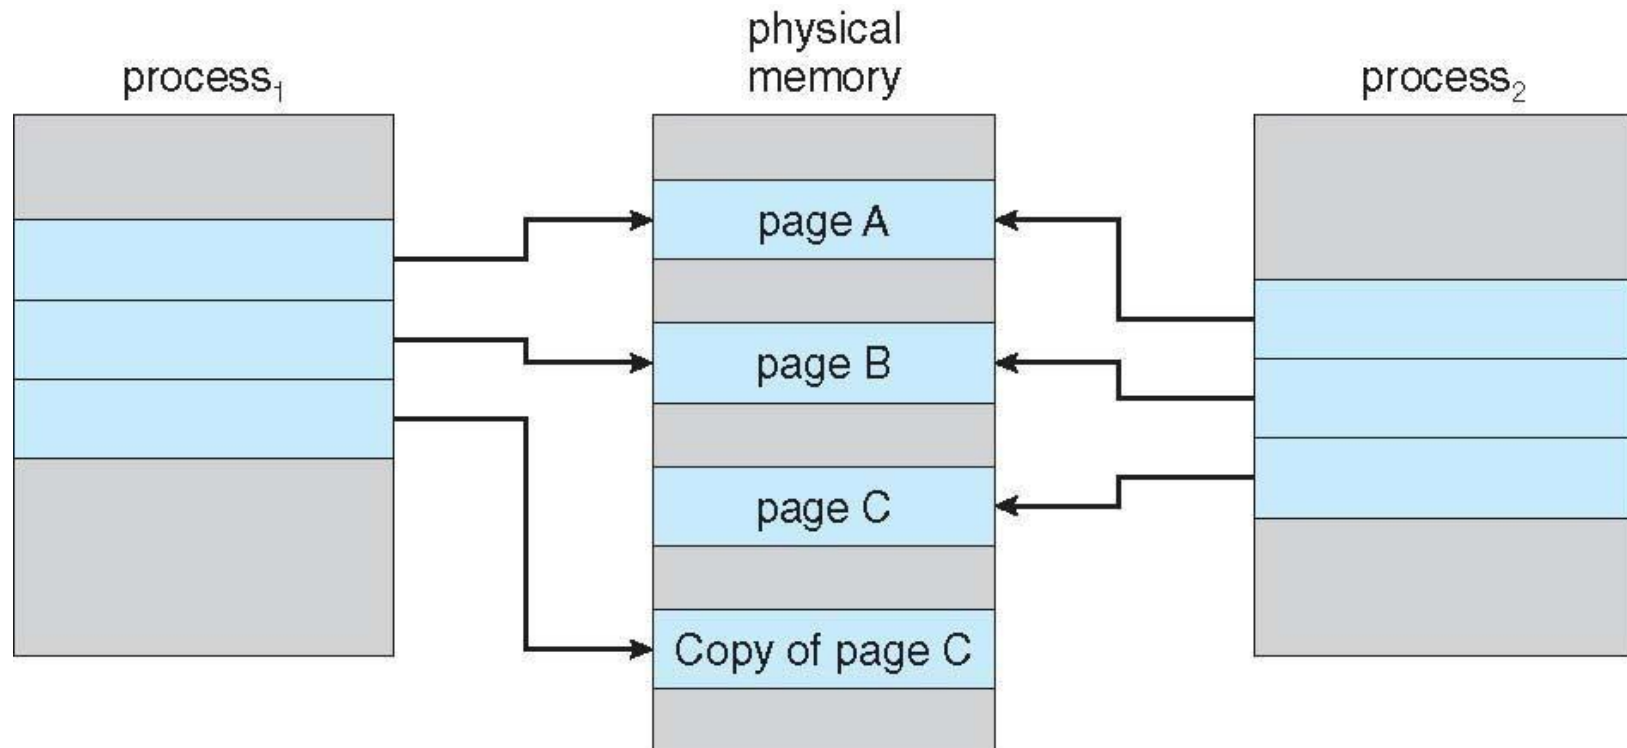 physical
memory
process₁
process₂
page A
page B
page C
Copy of page C